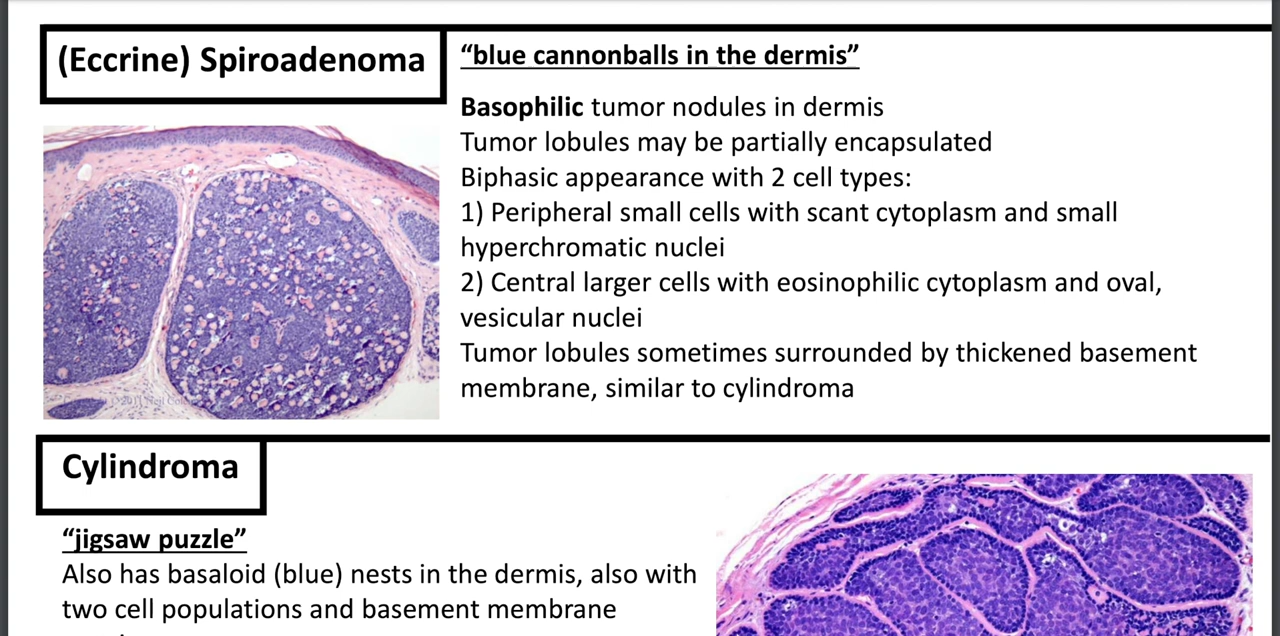 (Eccrine) Spiroadenoma
“blue cannonballs in the dermis”
Basophilic tumor nodules in dermis
Tumor lobules may be partially encapsulated
Biphasic appearance with 2 cell types:
1) Peripheral small cells with scant cytoplasm and small
hyperchromatic nuclei
2) Central larger cells with eosinophilic cytoplasm and oval,
vesicular nuclei
Tumor lobules sometimes surrounded by thickened basement
membrane, similar to cylindroma
Cylindroma
“jigsaw puzzle”
Also has basaloid (blue) nests in the dermis, also with
two cell populations and basement membrane